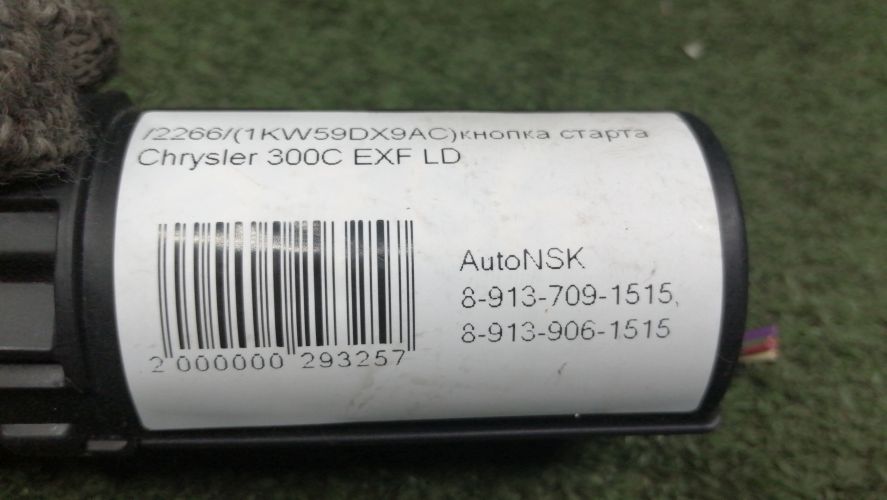 /2266/(1KW59DX9AC)кнопка старта
Chrysler 300C EXF LD
AutoNSK
8-913-709-1515,
8-913-906-1515
2 000000 293257